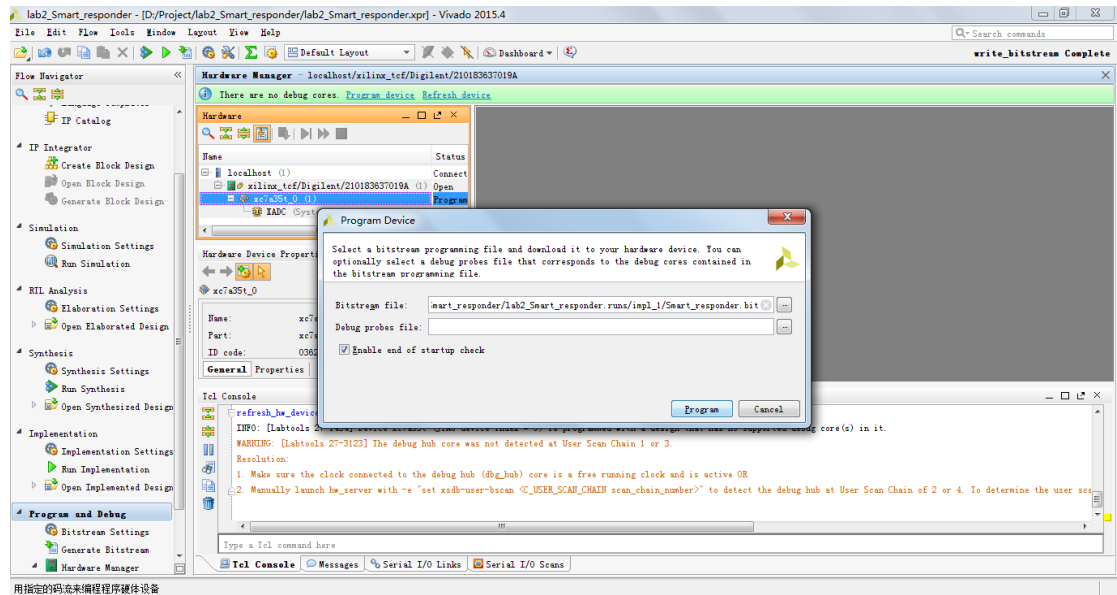 lab2_Smart_responder - [D:/Project/lab2_Smart_responder/lab2_Smart_responder.xpr] - Vivado 2015.4
File Edit Flow Tools Window Layout View Help
Search commands
Default Layout
Dashboard
write_bitstream Complete
Flow Navigator
IP Catalog
IP Integrator
Create Block Design
Open Block Design
Generate Block Design
Simulation
Simulation Settings
Run Simulation
RTL Analysis
Elaboration Settings
Open Elaborated Design
Synthesis
Synthesis Settings
Run Synthesis
Open Synthesized Design
Implementation
Implementation Settings
Run Implementation
Open Implemented Design
Program and Debug
Bitstream Settings
Generate Bitstream
Hardware Manager
Hardware Manager - localhost/xilinx_tcf/Digilent/210183637019A
There are no debug cores. Program device Refresh device
Hardware
Name Status
localhost (1) Connect
xilinx_tcf/Digilent/210183637019A (1) Open
xc7a35t_0 (1) Program
XADC (Syst
Hardware Device Properti
xc7a35t_0
Name: xc7a
Part: xc7a
ID code: 0362
General Properties
Program Device
Select a bitstream programming file and download it to your hardware device. You can
optionally select a debug probes file that corresponds to the debug cores contained in
the bitstream programming file.
Bitstream file: mart_responder/lab2_Smart_responder.runs/impl_1/Smart_responder.bit
Debug probes file:
Enable end of startup check
Program Cancel
Tcl Console
refresh_hw_device
INFO: [Labtools 2 core(s) in it.
WARNING: [Labtools 27-3123] The debug hub core was not detected at User Scan Chain 1 or 3.
Resolution:
1. Make sure the clock connected to the debug hub (dbg_hub) core is a free running clock and is active OR
2. Manually launch hw_server with -e "set xsdb-user-bscan <C_USER_SCAN_CHAIN scan_chain_number>" to detect the debug hub at User Scan Chain of 2 or 4. To determine the user sca
Type a Tcl command here
Tcl Console Messages Serial I/O Links Serial I/O Scans
用指定的码流来编程程序硬体设备